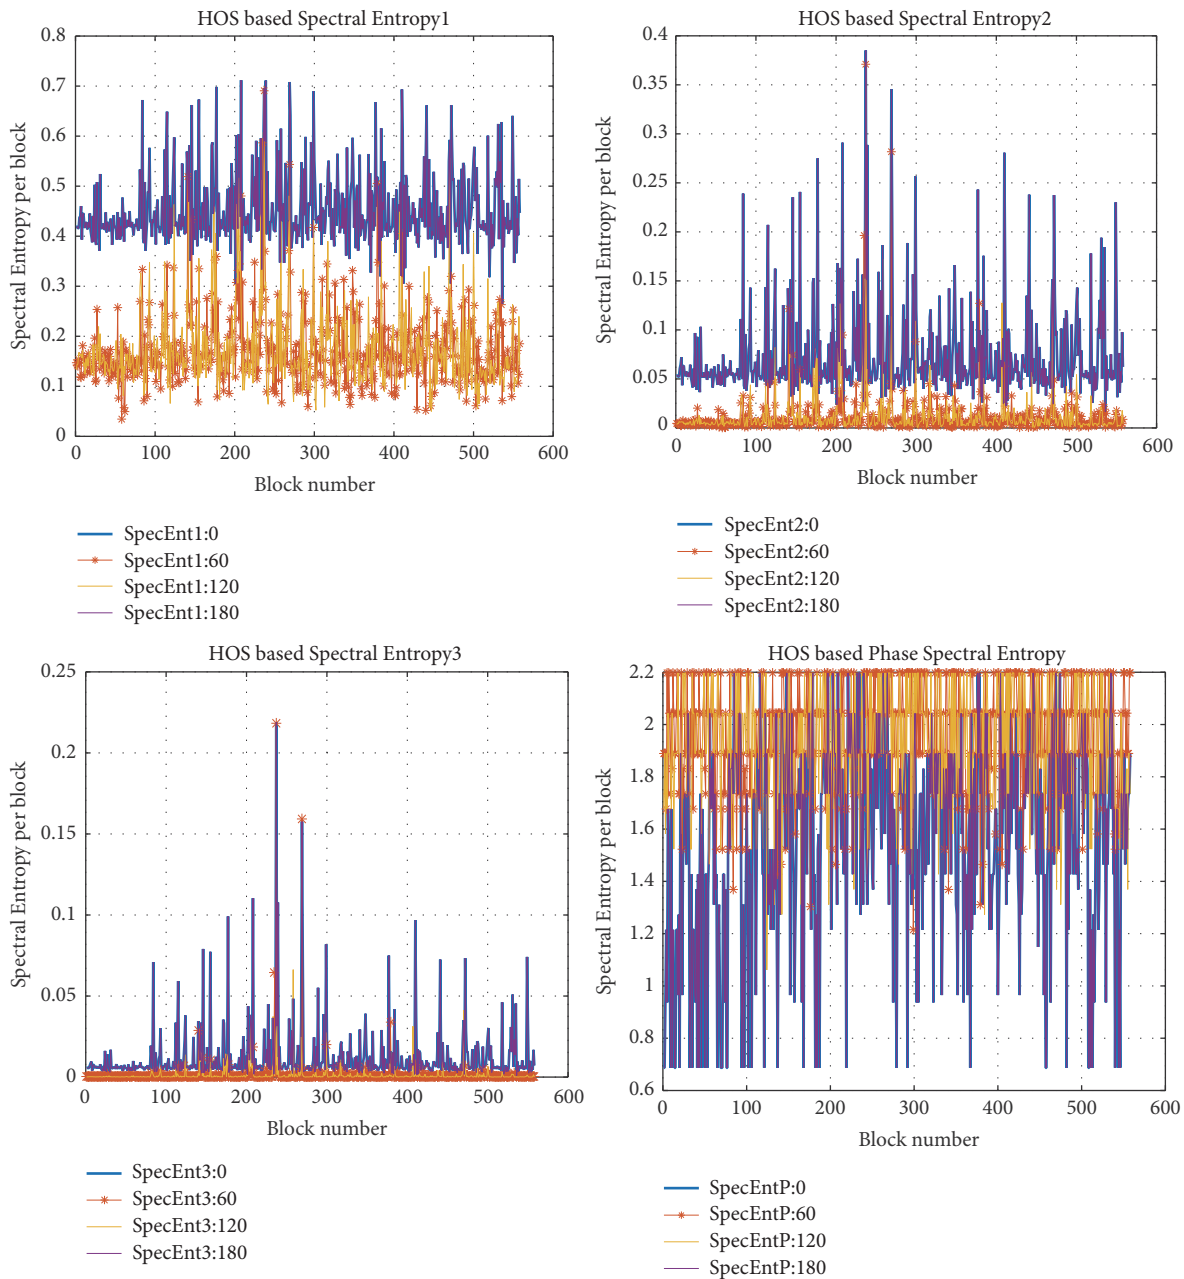 HOS based Spectral Entropy1
0.8
0.7
0.6
0.5
0.4
0.3
0.2
0.1
0
Spectral Entropy per block
0 100 200 300 400 500 600
Block number
SpecEnt1:0
SpecEnt1:60
SpecEnt1:120
SpecEnt1:180
HOS based Spectral Entropy2
0.4
0.35
0.3
0.25
0.2
0.15
0.1
0.05
0
Spectral Entropy per block
0 100 200 300 400 500 600
Block number
SpecEnt2:0
SpecEnt2:60
SpecEnt2:120
SpecEnt2:180
HOS based Spectral Entropy3
0.25
0.2
0.15
0.1
0.05
0
Spectral Entropy per block
0 100 200 300 400 500 600
Block number
SpecEnt3:0
SpecEnt3:60
SpecEnt3:120
SpecEnt3:180
HOS based Phase Spectral Entropy
2.2
2
1.8
1.6
1.4
1.2
1
0.8
0.6
Spectral Entropy per block
0 100 200 300 400 500 600
Block number
SpecEntP:0
SpecEntP:60
SpecEntP:120
SpecEntP:180